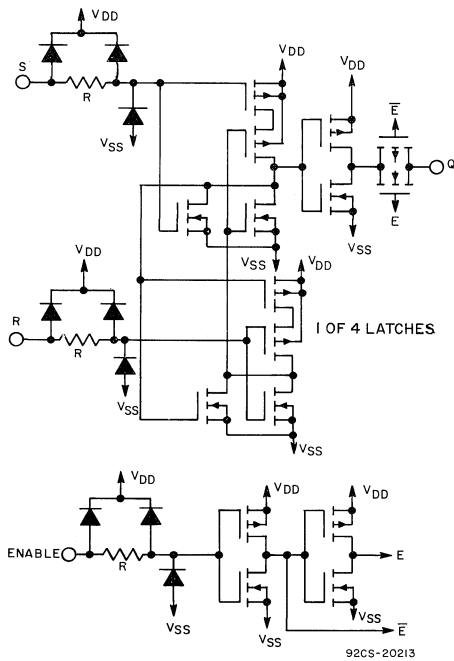 VDD
S
R
VSS
VDD
VDD
E̅
Q
E
VSS
VSS
VDD
VDD
R
R
VSS
1 OF 4 LATCHES
VSS
VDD
VDD
VDD
ENABLE
R
E
VSS
VSS
VSS
E̅
92CS-20213